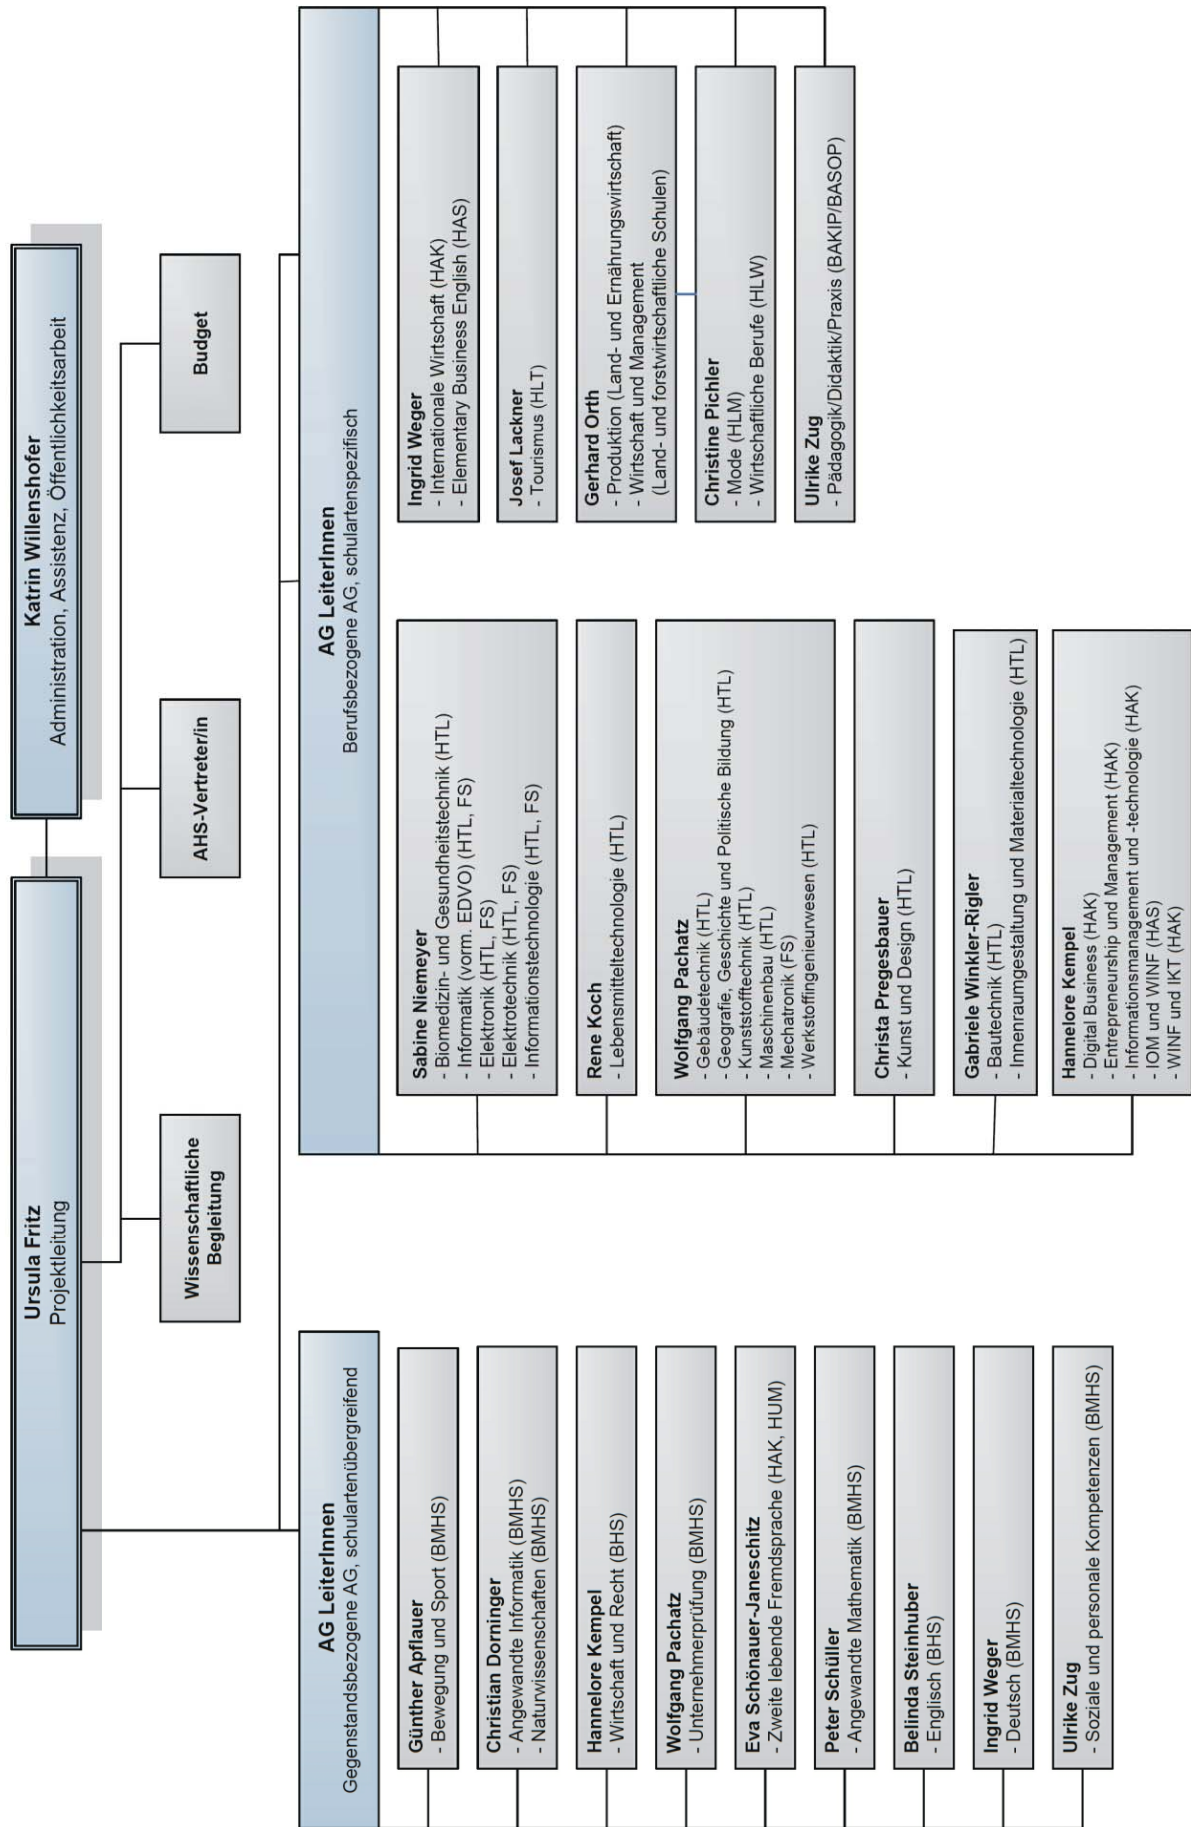 Ursula Fritz
Projektleitung
Katrin Willenshofer
Administration, Assistenz, Öffentlichkeitsarbeit
Wissenschaftliche
Begleitung
AHS-Vertreter/in
Budget
AG LeiterInnen
Gegenstandsbezogene AG, schulartenübergreifend
Günther Apflauer
- Bewegung und Sport (BMHS)
Christian Dorninger
- Angewandte Informatik (BMHS)
- Naturwissenschaften (BMHS)
Hannelore Kempel
- Wirtschaft und Recht (BHS)
Wolfgang Pachatz
- Unternehmerprüfung (BMHS)
Eva Schönauer-Janeschitz
- Zweite lebende Fremdsprache (HAK, HUM)
Peter Schüller
- Angewandte Mathematik (BMHS)
Belinda Steinhuber
- Englisch (BHS)
Ingrid Weger
- Deutsch (BMHS)
Ulrike Zug
- Soziale und personale Kompetenzen (BMHS)
AG LeiterInnen
Berufsbezogene AG, schulartenspezifisch
Sabine Niemeyer
- Biomedizin- und Gesundheitstechnik (HTL)
- Informatik (vorm. EDVO) (HTL, FS)
- Elektronik (HTL, FS)
- Elektrotechnik (HTL, FS)
- Informationstechnologie (HTL, FS)
Rene Koch
- Lebensmitteltechnologie (HTL)
Wolfgang Pachatz
- Gebäudetechnik (HTL)
- Geografie, Geschichte und Politische Bildung (HTL)
- Kunststofftechnik (HTL)
- Maschinenbau (HTL)
- Mechatronik (FS)
- Werkstoffingenieurwesen (HTL)
Christa Pregesbauer
- Kunst und Design (HTL)
Gabriele Winkler-Rigler
- Bautechnik (HTL)
- Innenraumgestaltung und Materialtechnologie (HTL)
Hannelore Kempel
- Digital Business (HAK)
- Entrepreneurship und Management (HAK)
- Informationsmanagement und -technologie (HAK)
- IOM und WINF (HAS)
- WINF und IKT (HAK)
Ingrid Weger
- Internationale Wirtschaft (HAK)
- Elementary Business English (HAS)
Josef Lackner
- Tourismus (HLT)
Gerhard Orth
- Produktion (Land- und Ernährungswirtschaft)
- Wirtschaft und Management
(Land- und forstwirtschaftliche Schulen)
Christine Pichler
- Mode (HLM)
- Wirtschaftliche Berufe (HLW)
Ulrike Zug
- Pädagogik/Didaktik/Praxis (BAKIP/BASOP)